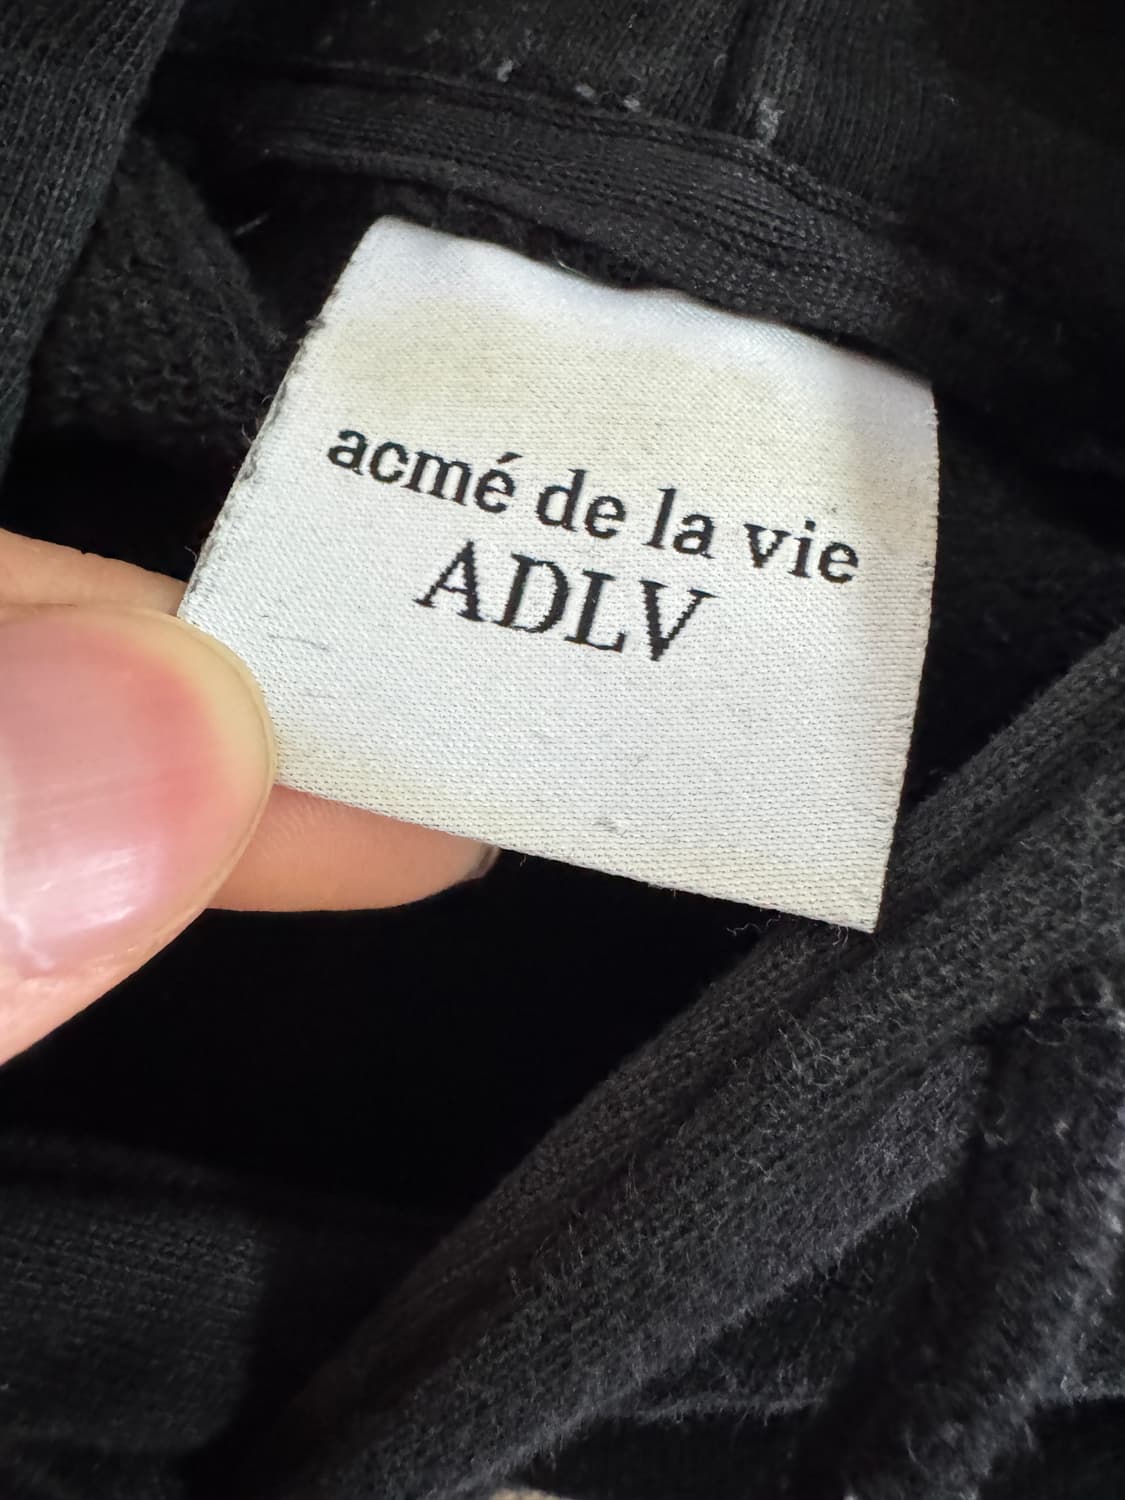 acmé de la vie
ADLV